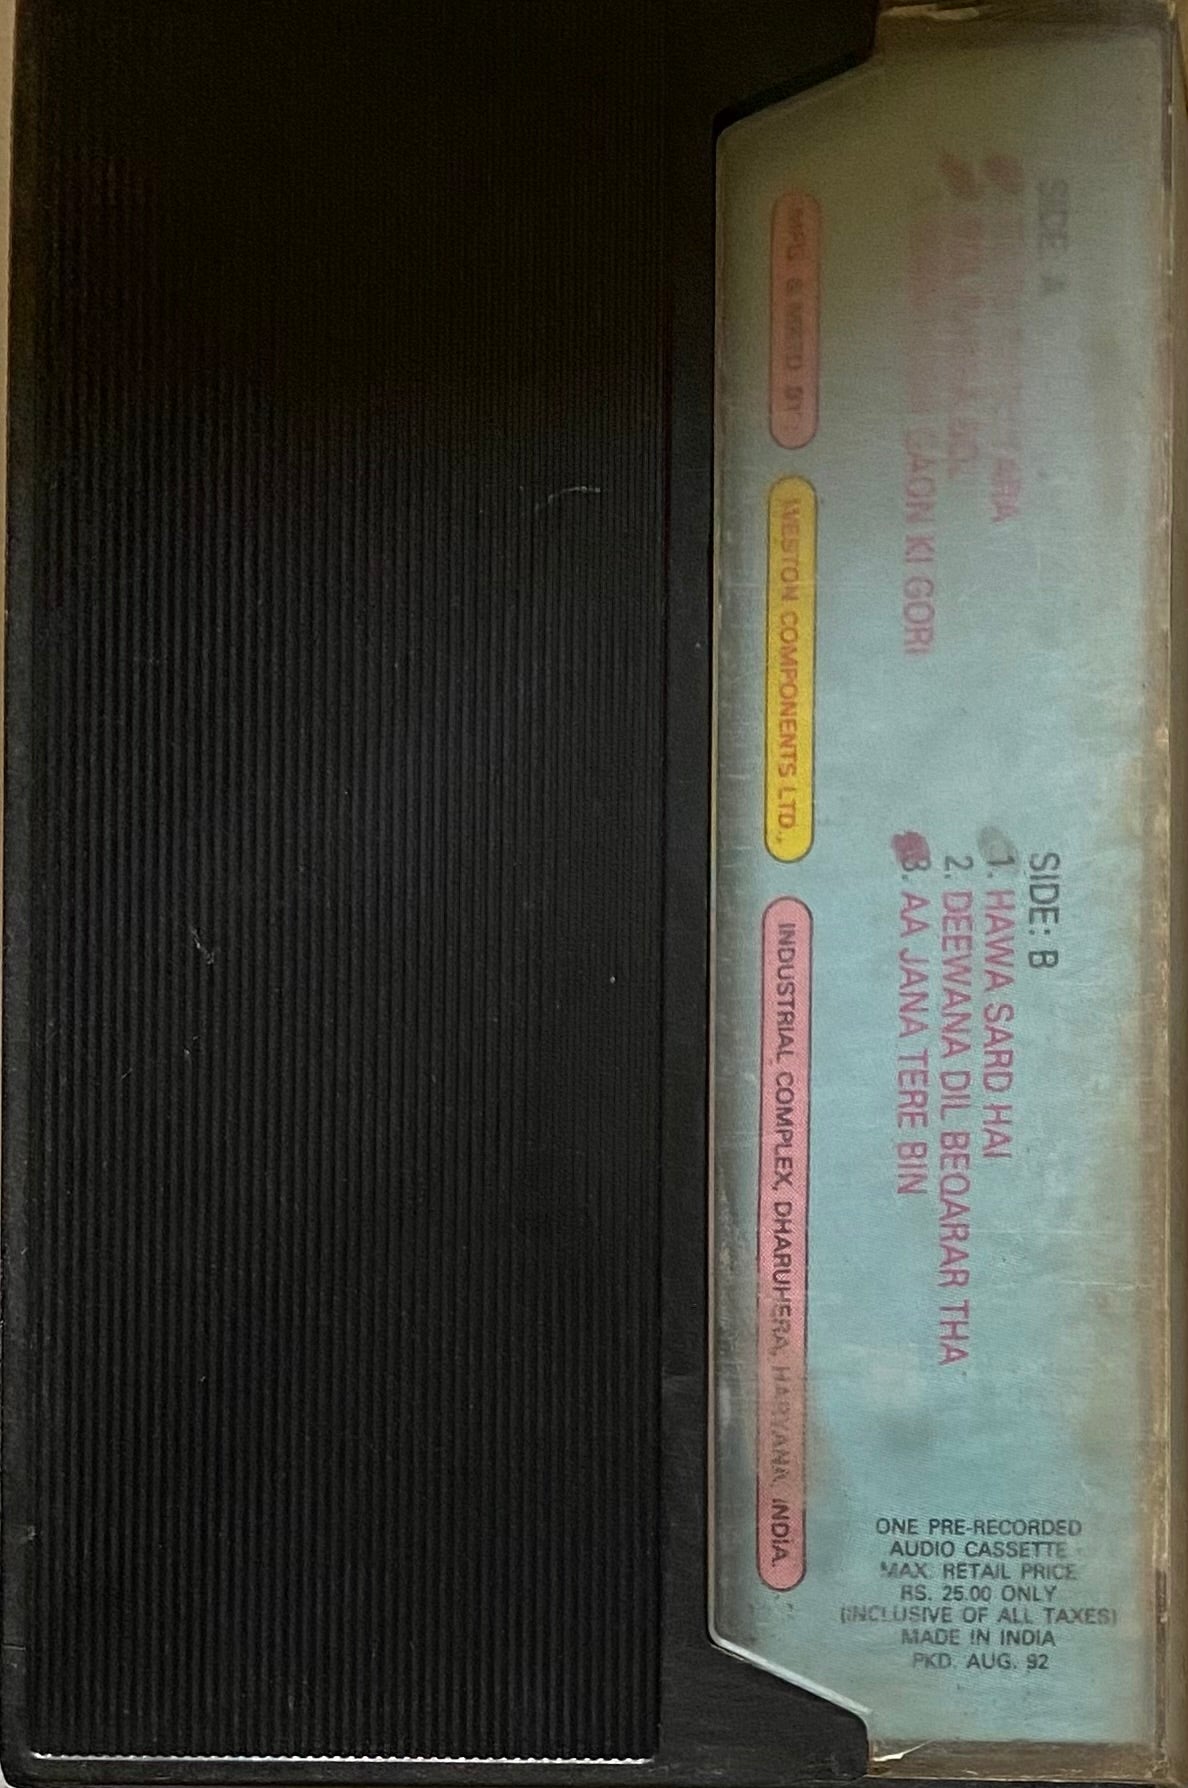 SIDE: A
GAON KI GORI
SIDE: B
1. HAWA SARD HAI
2. DEEWANA DIL BEQARAR THA
3. AA JANA TERE BIN
MFG. & MKTD. BY:
WESTON COMPONENTS LTD.,
INDUSTRIAL COMPLEX, DHARUHERA, HARYANA, INDIA.
ONE PRE-RECORDED
AUDIO CASSETTE
MAX. RETAIL PRICE
RS. 25.00 ONLY
(INCLUSIVE OF ALL TAXES)
MADE IN INDIA
PKD. AUG. 92